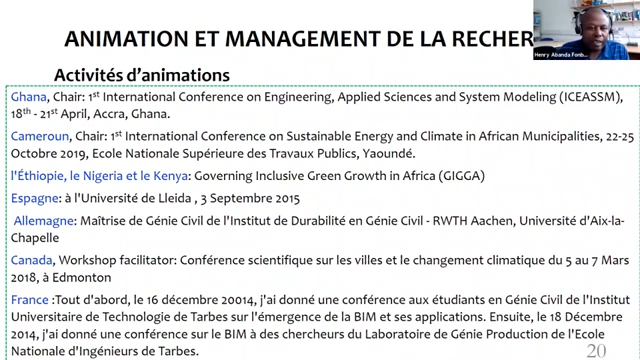 ANIMATION ET MANAGEMENT DE LA RECHER
Henry Abanda Fonb...
Activités d'animations
Ghana, Chair: 1st International Conference on Engineering, Applied Sciences and System Modeling (ICEASSM),
18th - 21st April, Accra, Ghana.
Cameroun, Chair: 1st International Conference on Sustainable Energy and Climate in African Municipalities, 22-25
Octobre 2019, Ecole Nationale Supérieure des Travaux Publics, Yaoundé.
l'Éthiopie, le Nigeria et le Kenya: Governing Inclusive Green Growth in Africa (GIGGA)
Espagne: à l'Université de Lleida , 3 Septembre 2015
Allemagne: Maîtrise de Génie Civil de l'Institut de Durabilité en Génie Civil - RWTH Aachen, Université d'Aix-la-
Chapelle
Canada, Workshop facilitator: Conférence scientifique sur les villes et le changement climatique du 5 au 7 Mars
2018, à Edmonton
France :Tout d'abord, le 16 décembre 20014, j'ai donné une conférence aux étudiants en Génie Civil de l'Institut
Universitaire de Technologie de Tarbes sur l'émergence de la BIM et ses applications. Ensuite, le 18 Décembre
2014, j'ai donné une conférence sur le BIM à des chercheurs du Laboratoire de Génie Production de l'Ecole
Nationale d'Ingénieurs de Tarbes.
20